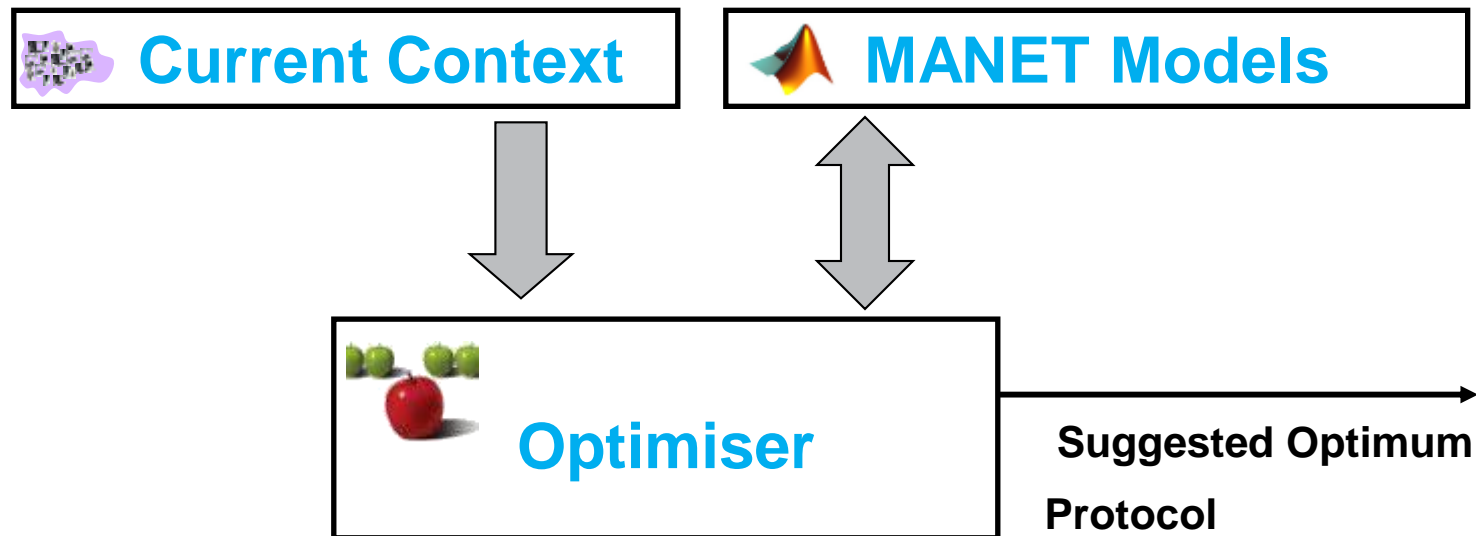 Current Context
MANET Models
Optimiser
Suggested Optimum
Protocol